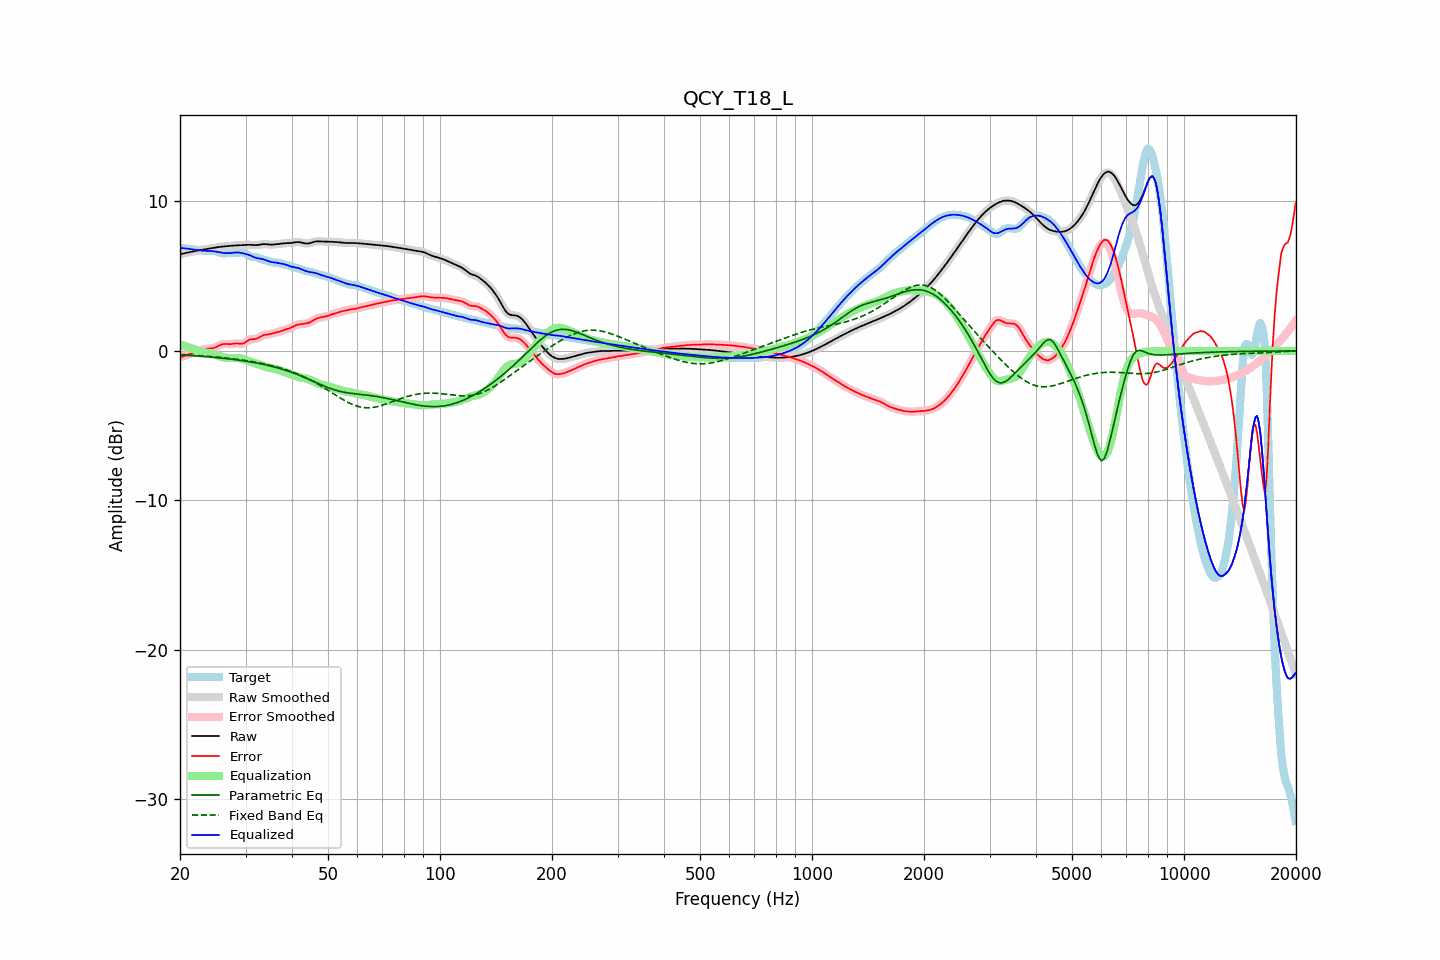 QCY_T18_L
Amplitude (dBr)
10
0
−10
−20
−30
Target
Raw Smoothed
Error Smoothed
Raw
Error
Equalization
Parametric Eq
Fixed Band Eq
Equalized
20 50 100 200 500 1000 2000 5000 10000 20000
Frequency (Hz)